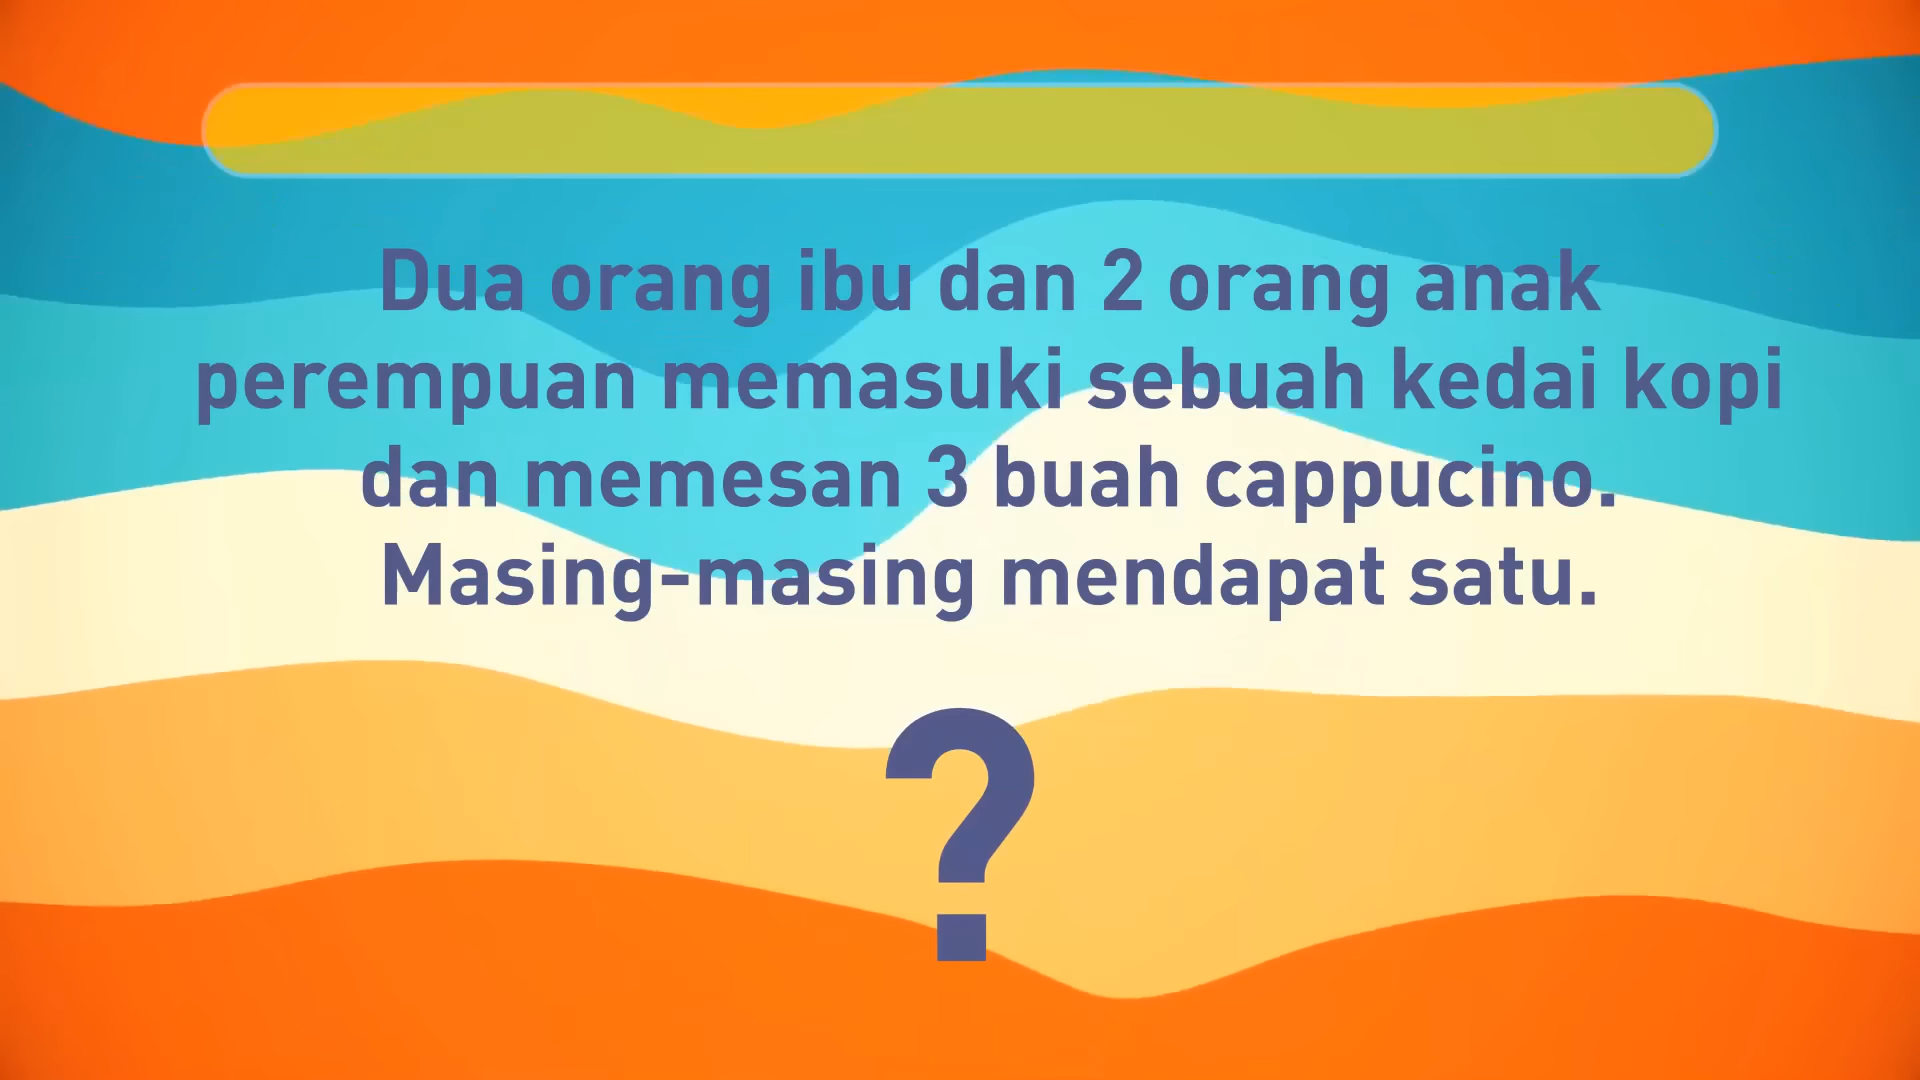 Dua orang ibu dan 2 orang anak
perempuan memasuki sebuah kedai kopi
dan memesan 3 buah cappucino.
Masing-masing mendapat satu.
?